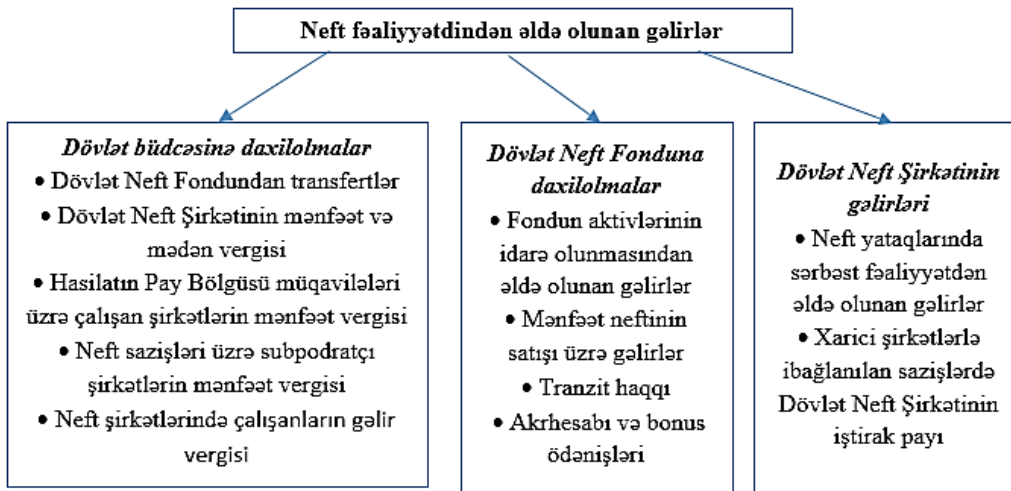 Neft fəaliyyətdindən əldə olunan gəlirlər
Dövlət büdcəsinə daxilolmalar
• Dövlət Neft Fondundan transfertlər
• Dövlət Neft Şirkətinin mənfəət və
mədən vergisi
• Hasilatın Pay Bölgüsü müqavilələri
üzrə çalışan şirkətlərin mənfəət vergisi
• Neft sazişləri üzrə subpodratçı
şirkətlərin mənfəət vergisi
• Neft şirkətlərində çalışanların gəlir
vergisi
Dövlət Neft Fonduna
daxilolmalar
• Fondun aktivlərinin
idarə olunmasından
əldə olunan gəlirlər
• Mənfəət neftinin
satışı üzrə gəlirlər
• Tranzit haqqı
• Akrhesabı və bonus
ödənişləri
Dövlət Neft Şirkətinin
gəlirləri
• Neft yataqlarında
sərbəst fəaliyyətdən
əldə olunan gəlirlər
• Xarici şirkətlərlə
ibağlanılan sazişlərdə
Dövlət Neft Şirkətinin
iştirak payı